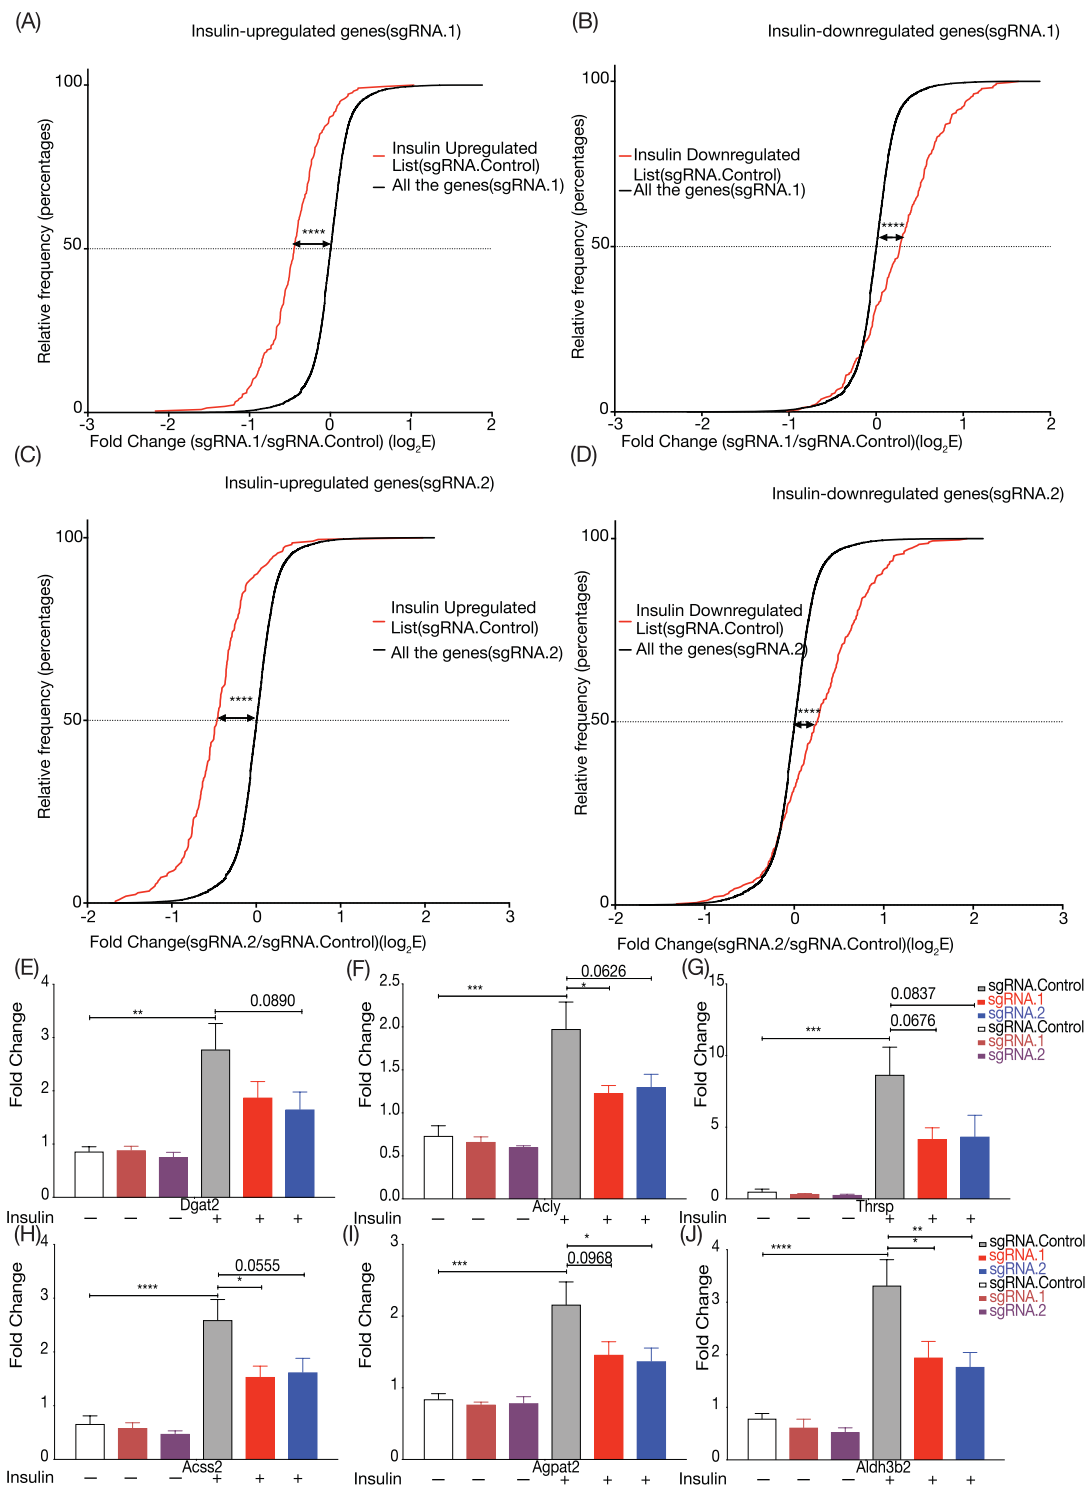 (A)
Insulin-upregulated genes(sgRNA.1)
Relative frequency (percentages)
100
50
0
-3
-2
-1
0
1
2
Insulin Upregulated
List(sgRNA.Control)
All the genes(sgRNA.1)
****
Fold Change (sgRNA.1/sgRNA.Control) (log2E)
(B)
Insulin-downregulated genes(sgRNA.1)
Relative frequency (percentages)
100
50
0
-3
-2
-1
0
1
2
Insulin Downregulated
List(sgRNA.Control)
All the genes(sgRNA.1)
****
Fold Change (sgRNA.1/sgRNA.Control)(log2E)
(C)
Insulin-upregulated genes(sgRNA.2)
Relative frequency (percentages)
100
50
0
-2
-1
0
1
2
3
Insulin Upregulated
List(sgRNA.Control)
All the genes(sgRNA.2)
****
Fold Change(sgRNA.2/sgRNA.Control)(log2E)
(D)
Insulin-downregulated genes(sgRNA.2)
Relative frequency (percentages)
100
50
0
-2
-1
0
1
2
3
Insulin Downregulated
List(sgRNA.Control)
All the genes(sgRNA.2)
****
Fold Change(sgRNA.2/sgRNA.Control)(log2E)
(E)
Fold Change
4
3
2
1
0
**
0.0890
Dgat2
Insulin − − − + + +
(F)
Fold Change
2.5
2.0
1.5
1.0
0.5
0.0
***
*
0.0626
Acly
− − − + + +
(G)
Fold Change
15
10
5
0
***
0.0837
0.0676
Thrsp
− − − + + +
sgRNA.Control
sgRNA.1
sgRNA.2
sgRNA.Control
sgRNA.1
sgRNA.2
(H)
Fold Change
4
3
2
1
0
****
*
0.0555
Acss2
Insulin − − − + + +
(I)
Fold Change
3
2
1
0
***
*
0.0968
Agpat2
Insulin − − − + + +
(J)
Fold Change
4
3
2
1
0
****
**
*
Aldh3b2
− − − + + +
sgRNA.Control
sgRNA.1
sgRNA.2
sgRNA.Control
sgRNA.1
sgRNA.2